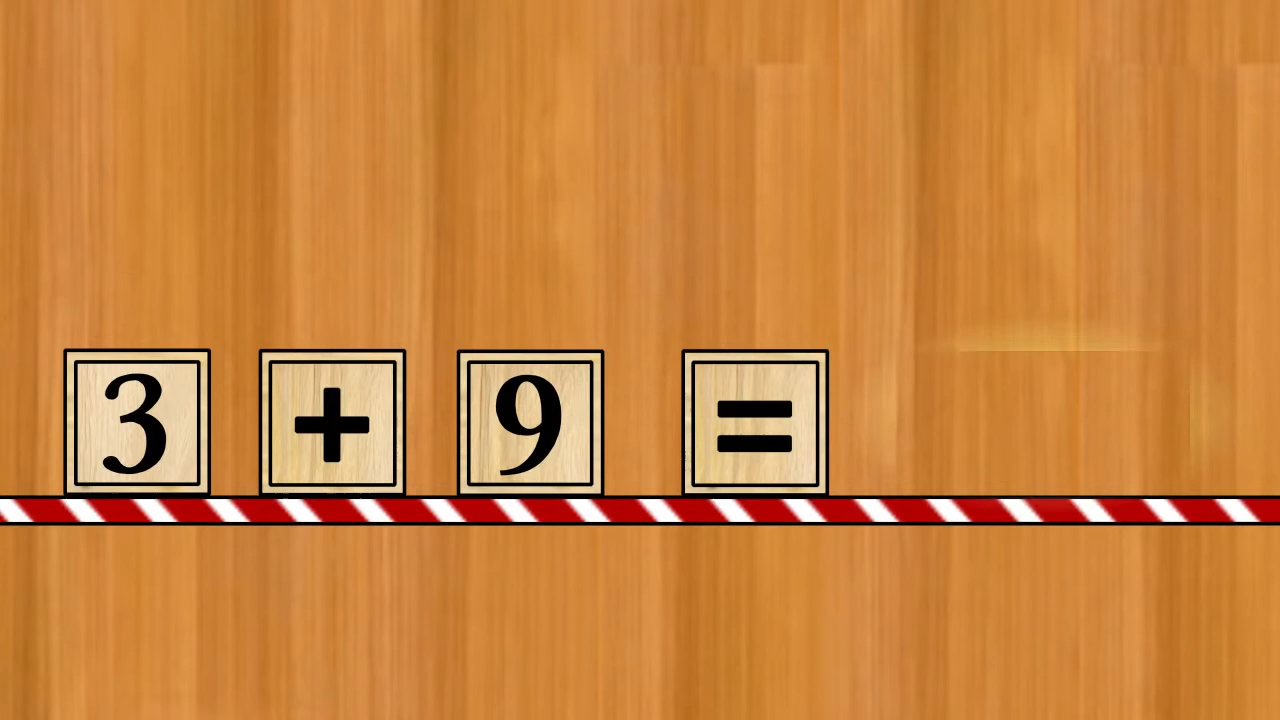 3 + 9 =